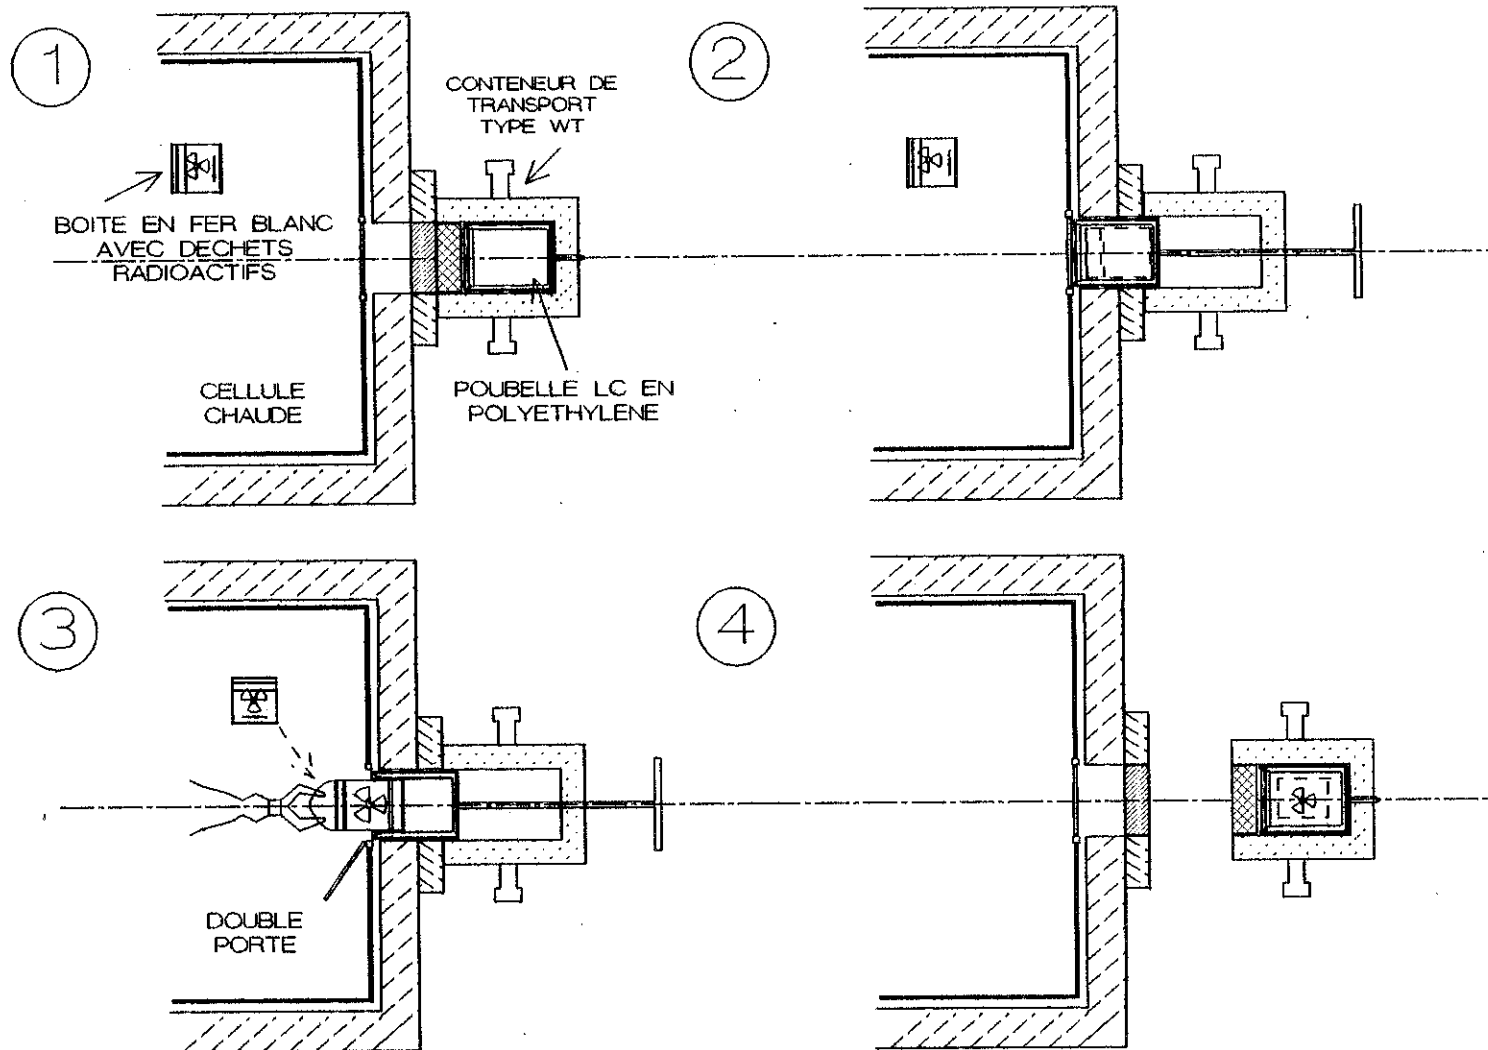 1
2
CONTENEUR DE
TRANSPORT
TYPE WT
BOITE EN FER BLANC
AVEC DECHETS
RADIOACTIFS
CELLULE
CHAUDE
POUBELLE LC EN
POLYETHYLENE
3
4
DOUBLE
PORTE